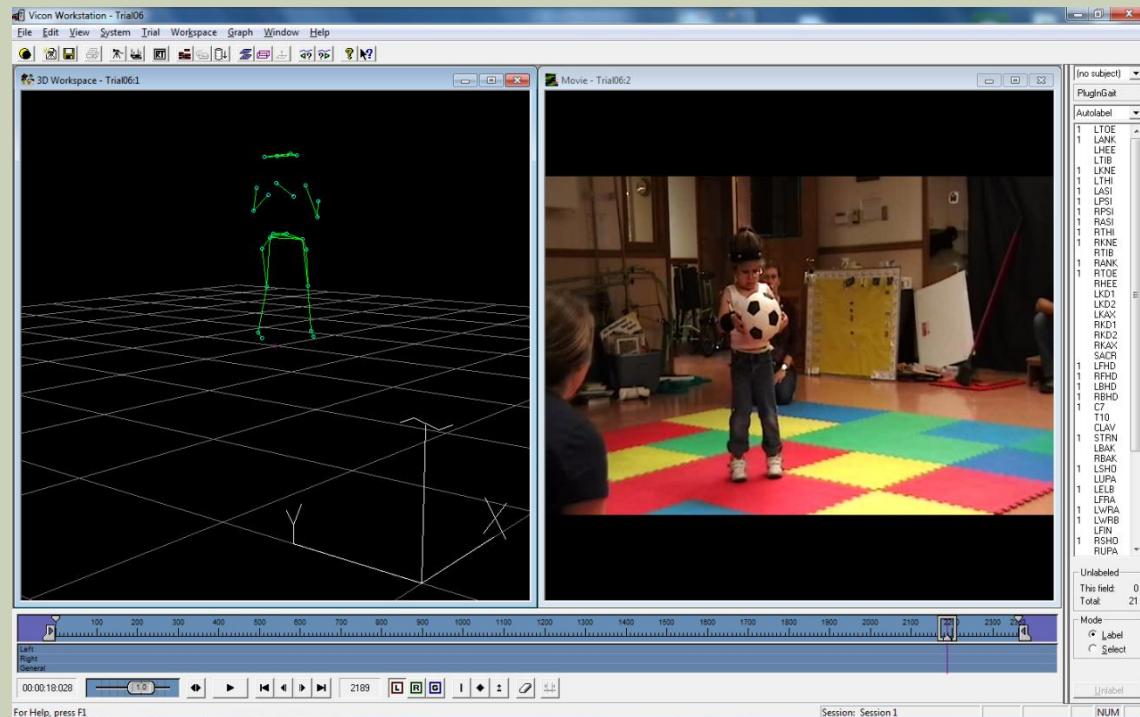 Vicon Workstation - Trial06
File Edit View System Trial Workspace Graph Window Help
3D Workspace - Trial06:1
Movie - Trial06:2
(no subject)
PlugInGait
Autolabel
1 LTOE
1 LANK
LHEE
LTIB
1 LKNE
1 LTHI
1 LASI
1 LPSI
1 RPSI
1 RASI
1 RTHI
1 RKNE
RTIB
1 RANK
1 RTOE
RHEE
LKD1
LKD2
LKAX
RKD1
RKD2
RKAX
SACR
1 LFHD
1 RFHD
1 LBHD
1 RBHD
1 C7
T10
CLAV
1 STRN
LBAK
RBAK
1 LSHO
LUPA
1 LELB
LFRA
1 LWRA
1 LWRB
LFIN
1 RSHO
RUPA
Unlabeled
This field: 0
Total: 21
Mode
Label
Select
Unlabel
100 200 300 400 500 600 700 800 900 1000 1100 1200 1300 1400 1500 1600 1700 1800 1900 2000 2100 2300
Left
Right
General
00:00:18:028
1.0
2189
L R G
For Help, press F1
Session: Session 1
NUM
X
Y